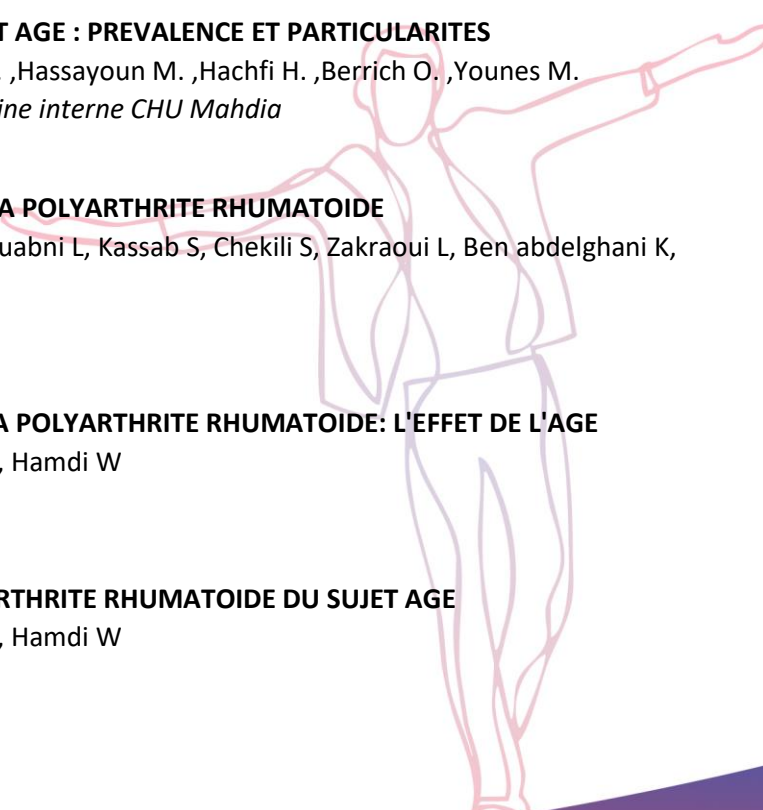 T AGE : PREVALENCE ET PARTICULARITES
,Hassayoun M. ,Hachfi H. ,Berrich O. ,Younes M.
ine interne CHU Mahdia
A POLYARTHRITE RHUMATOIDE
uabni L, Kassab S, Chekili S, Zakraoui L, Ben abdelghani K,
A POLYARTHRITE RHUMATOIDE: L'EFFET DE L'AGE
, Hamdi W
RTHRITE RHUMATOIDE DU SUJET AGE
, Hamdi W